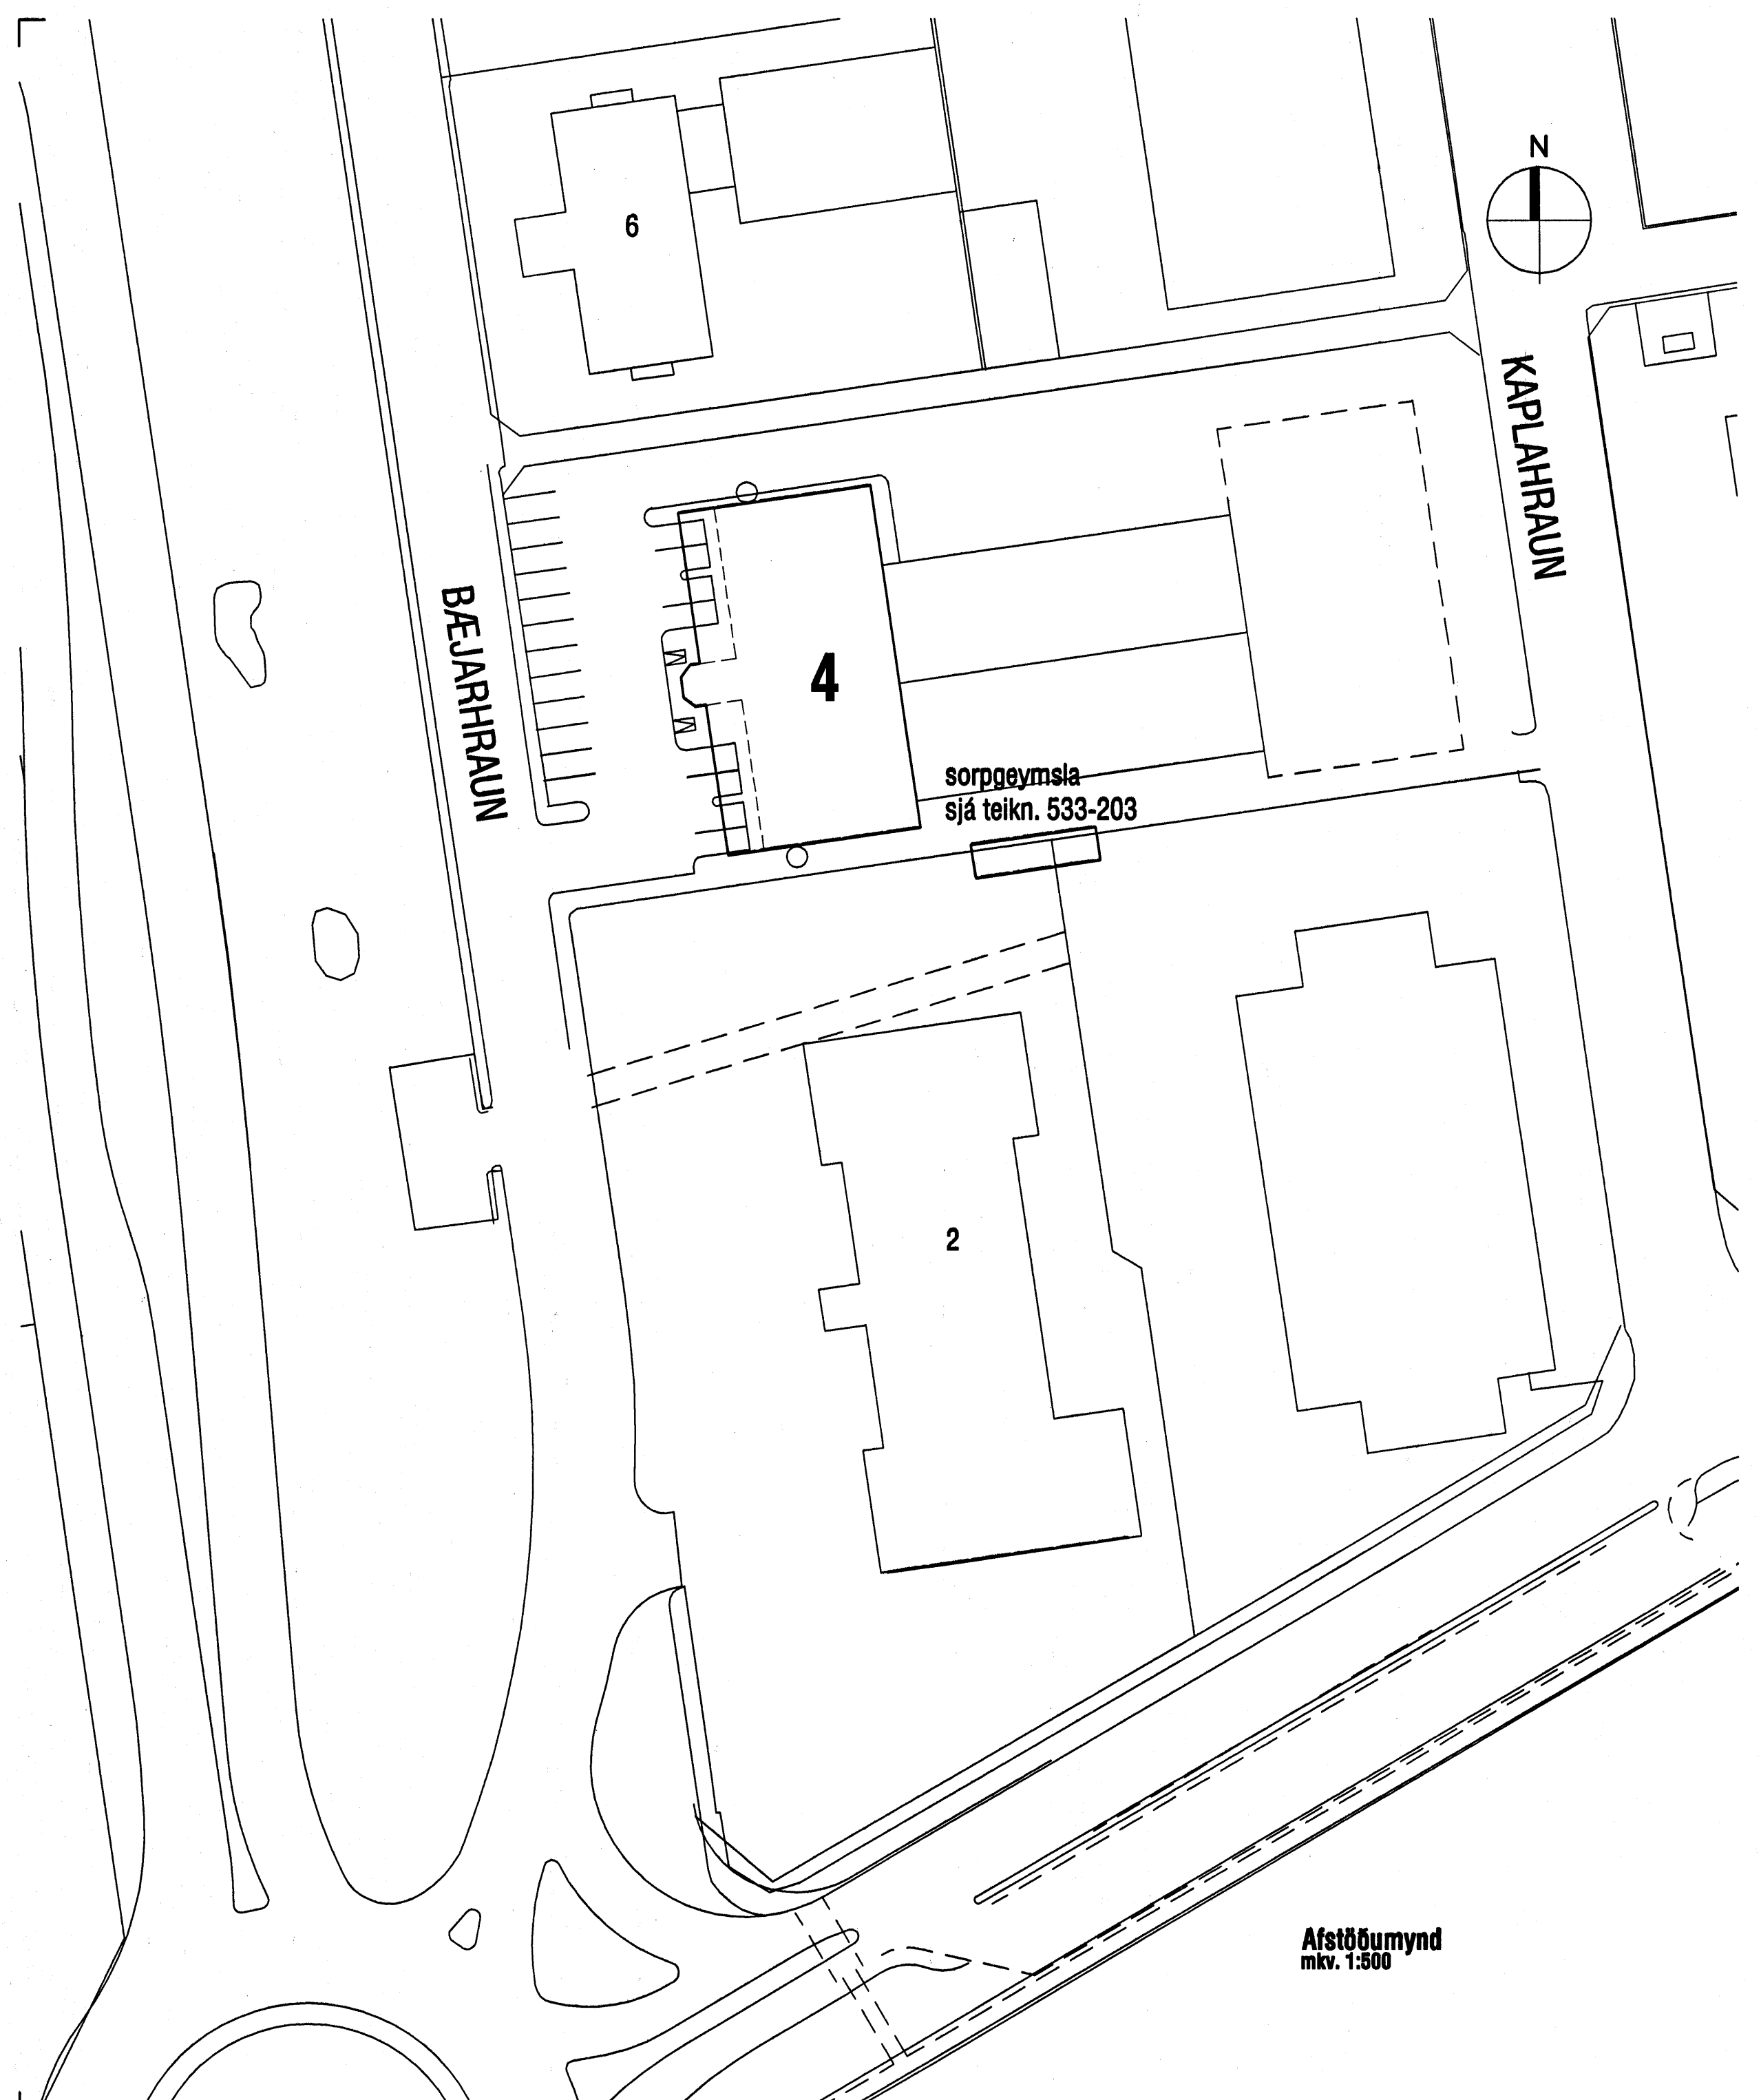 N
6
KAPLAHRAUN
BÆJARHRAUN
M
4
M
sorpgeymsla
sjá teikn. 533-203
2
Afstöðumynd
mkv. 1:500